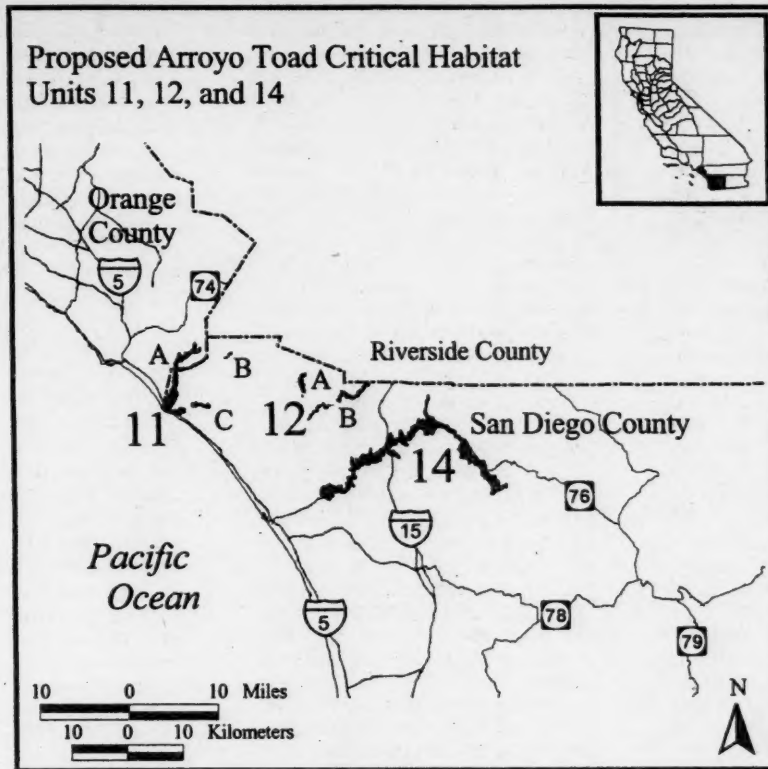 Proposed Arroyo Toad Critical Habitat
Units 11, 12, and 14
Orange
County
5
74
A
B
Riverside County
A
11
C
12
B
San Diego County
14
76
15
Pacific
Ocean
5
78
79
10 0 10 Miles
10 0 10 Kilometers
N